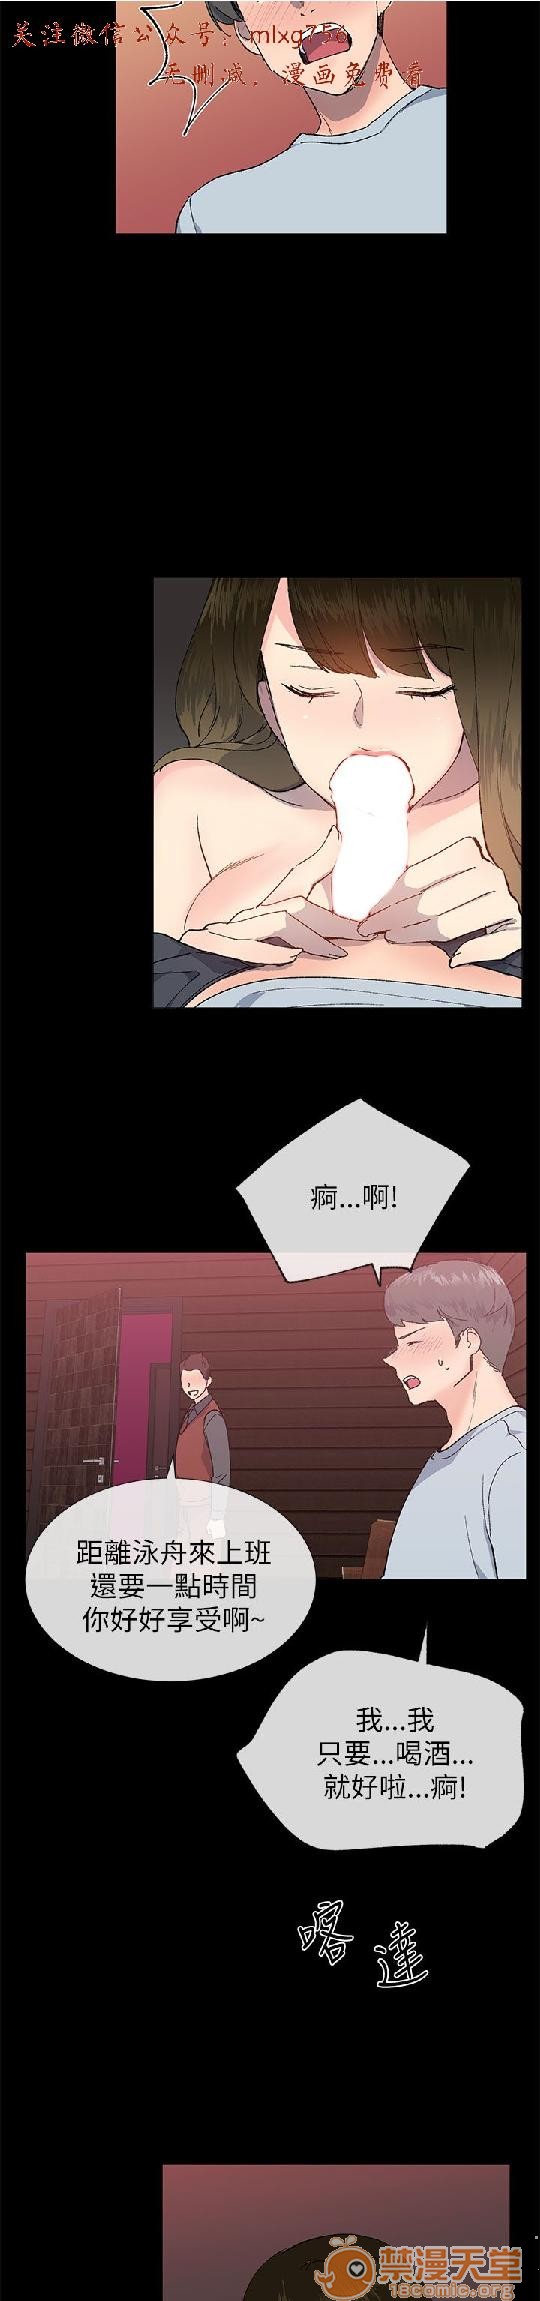 关注微信公众号：mlxg756
无删减，漫画免费看
痾...啊!
距離泳舟來上班
還要一點時間
你好好享受啊~
我...我
只要...喝酒...
就好啦...痾!
喀達
禁漫天堂
18comic.org